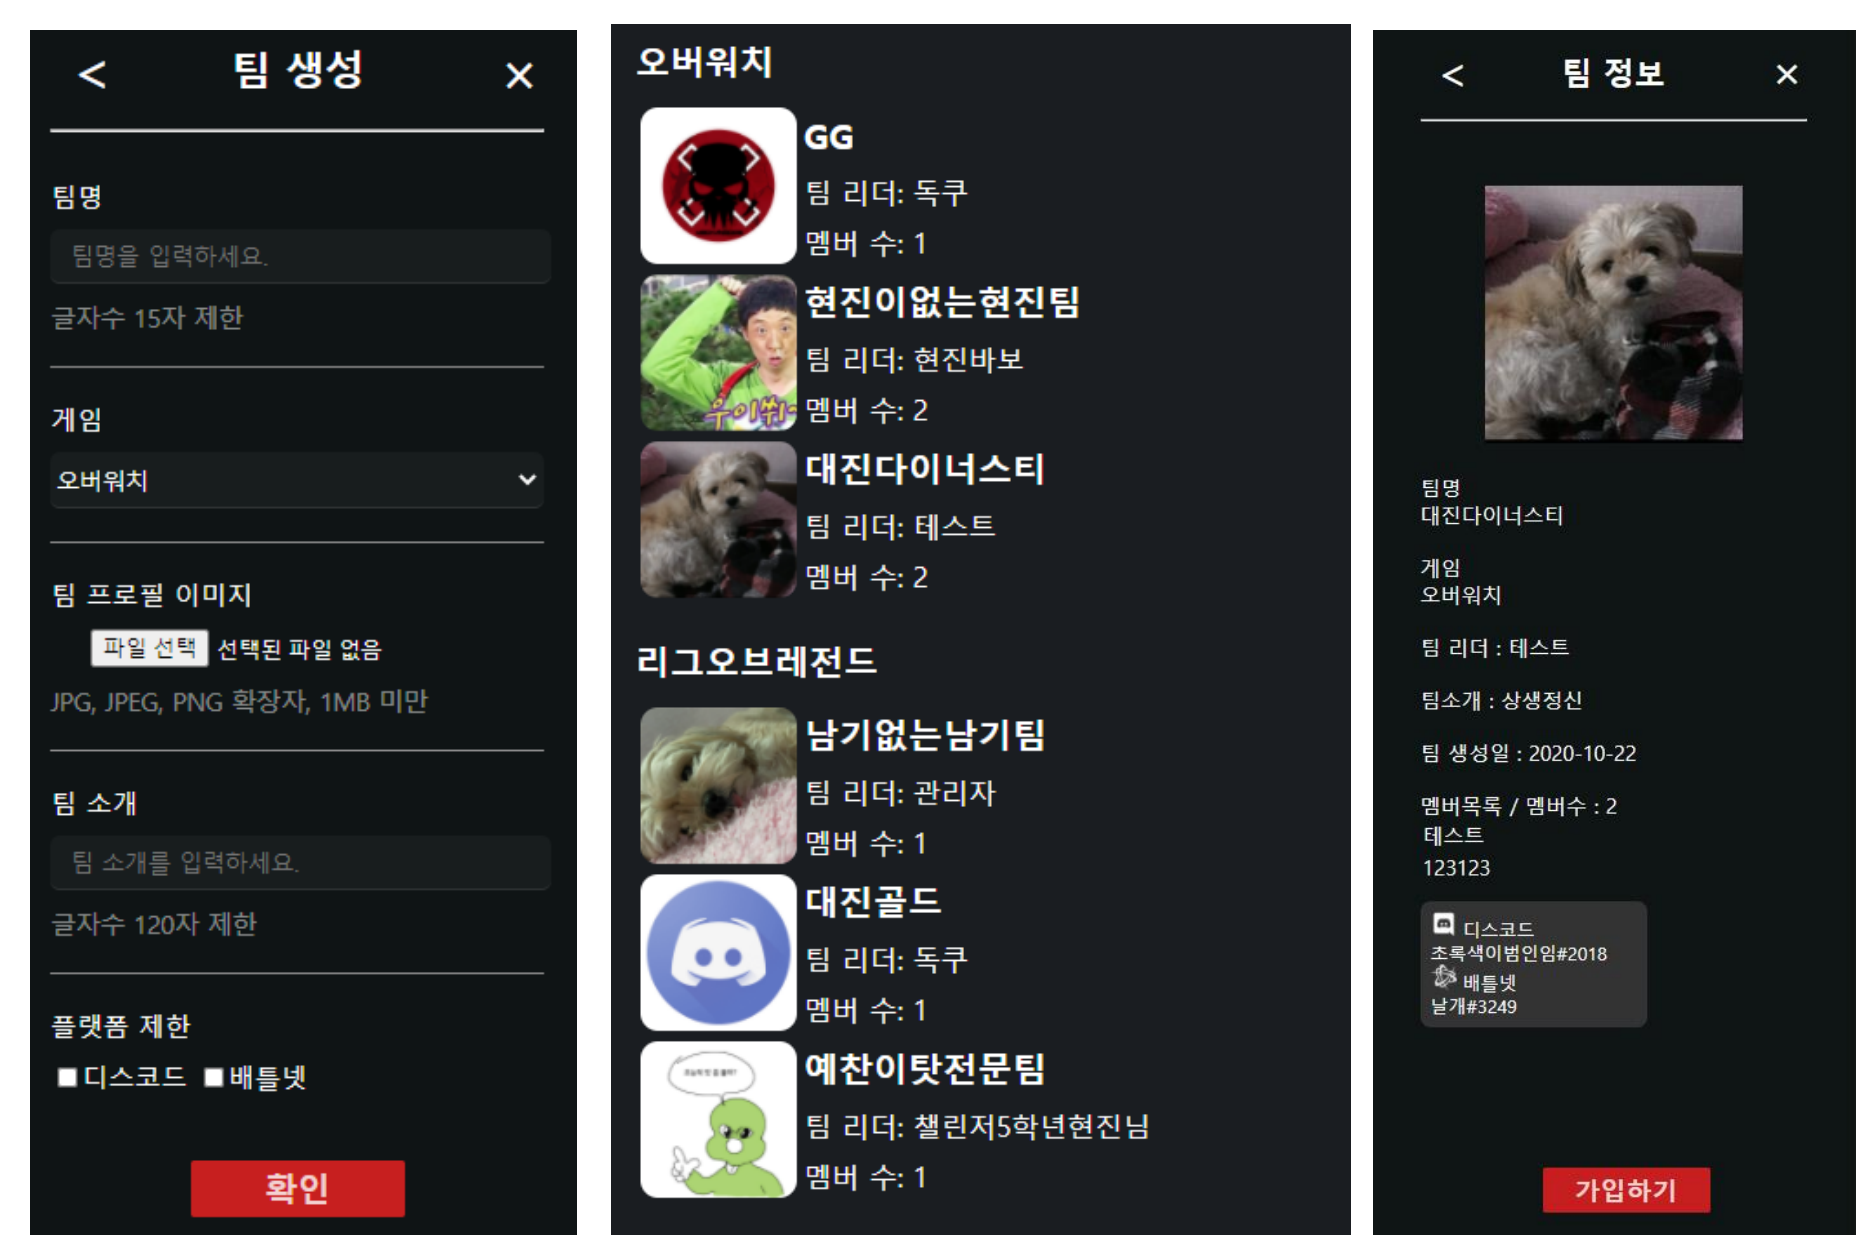 <
팀 생성
×
팀명
팀명을 입력하세요.
글자수 15자 제한
게임
오버워치
팀 프로필 이미지
파일 선택 선택된 파일 없음
JPG, JPEG, PNG 확장자, 1MB 미만
팀 소개
팀 소개를 입력하세요.
글자수 120자 제한
플랫폼 제한
디스코드 배틀넷
확인
오버워치
GG
팀 리더: 독쿠
멤버 수: 1
현진이없는현진팀
팀 리더: 현진바보
멤버 수: 2
대진다이너스티
팀 리더: 테스트
멤버 수: 2
리그오브레전드
남기없는남기팀
팀 리더: 관리자
멤버 수: 1
대진골드
팀 리더: 독쿠
멤버 수: 1
예찬이탓전문팀
팀 리더: 챌린저5학년현진님
멤버 수: 1
<
팀 정보
×
팀명
대진다이너스티
게임
오버워치
팀 리더 : 테스트
팀소개 : 상생정신
팀 생성일 : 2020-10-22
멤버목록 / 멤버수 : 2
테스트
123123
디스코드
초록색이범인임#2018
배틀넷
날개#3249
가입하기